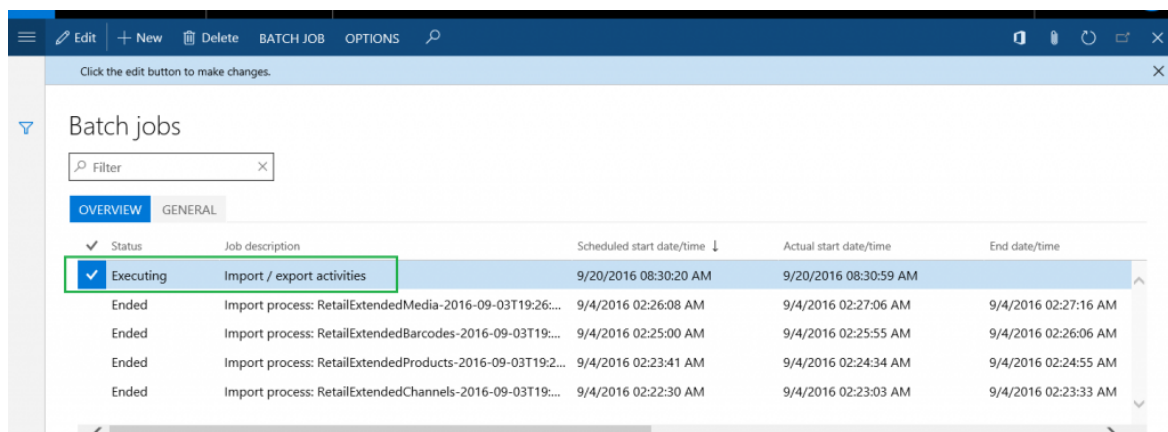 Edit + New Delete BATCH JOB OPTIONS
Click the edit button to make changes.
Batch jobs
Filter
OVERVIEW GENERAL
Status Job description Scheduled start date/time ↓ Actual start date/time End date/time
Executing Import / export activities 9/20/2016 08:30:20 AM 9/20/2016 08:30:59 AM
Ended Import process: RetailExtendedMedia-2016-09-03T19:26:... 9/4/2016 02:26:08 AM 9/4/2016 02:27:06 AM 9/4/2016 02:27:16 AM
Ended Import process: RetailExtendedBarcodes-2016-09-03T19:... 9/4/2016 02:25:00 AM 9/4/2016 02:25:55 AM 9/4/2016 02:26:06 AM
Ended Import process: RetailExtendedProducts-2016-09-03T19:2... 9/4/2016 02:23:41 AM 9/4/2016 02:24:34 AM 9/4/2016 02:24:55 AM
Ended Import process: RetailExtendedChannels-2016-09-03T19:... 9/4/2016 02:22:30 AM 9/4/2016 02:23:03 AM 9/4/2016 02:23:33 AM